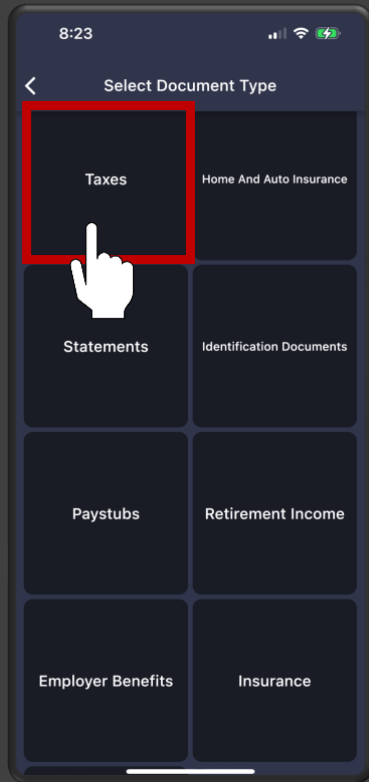 8:23
Select Document Type
Taxes
Home And Auto Insurance
Statements
Identification Documents
Paystubs
Retirement Income
Employer Benefits
Insurance